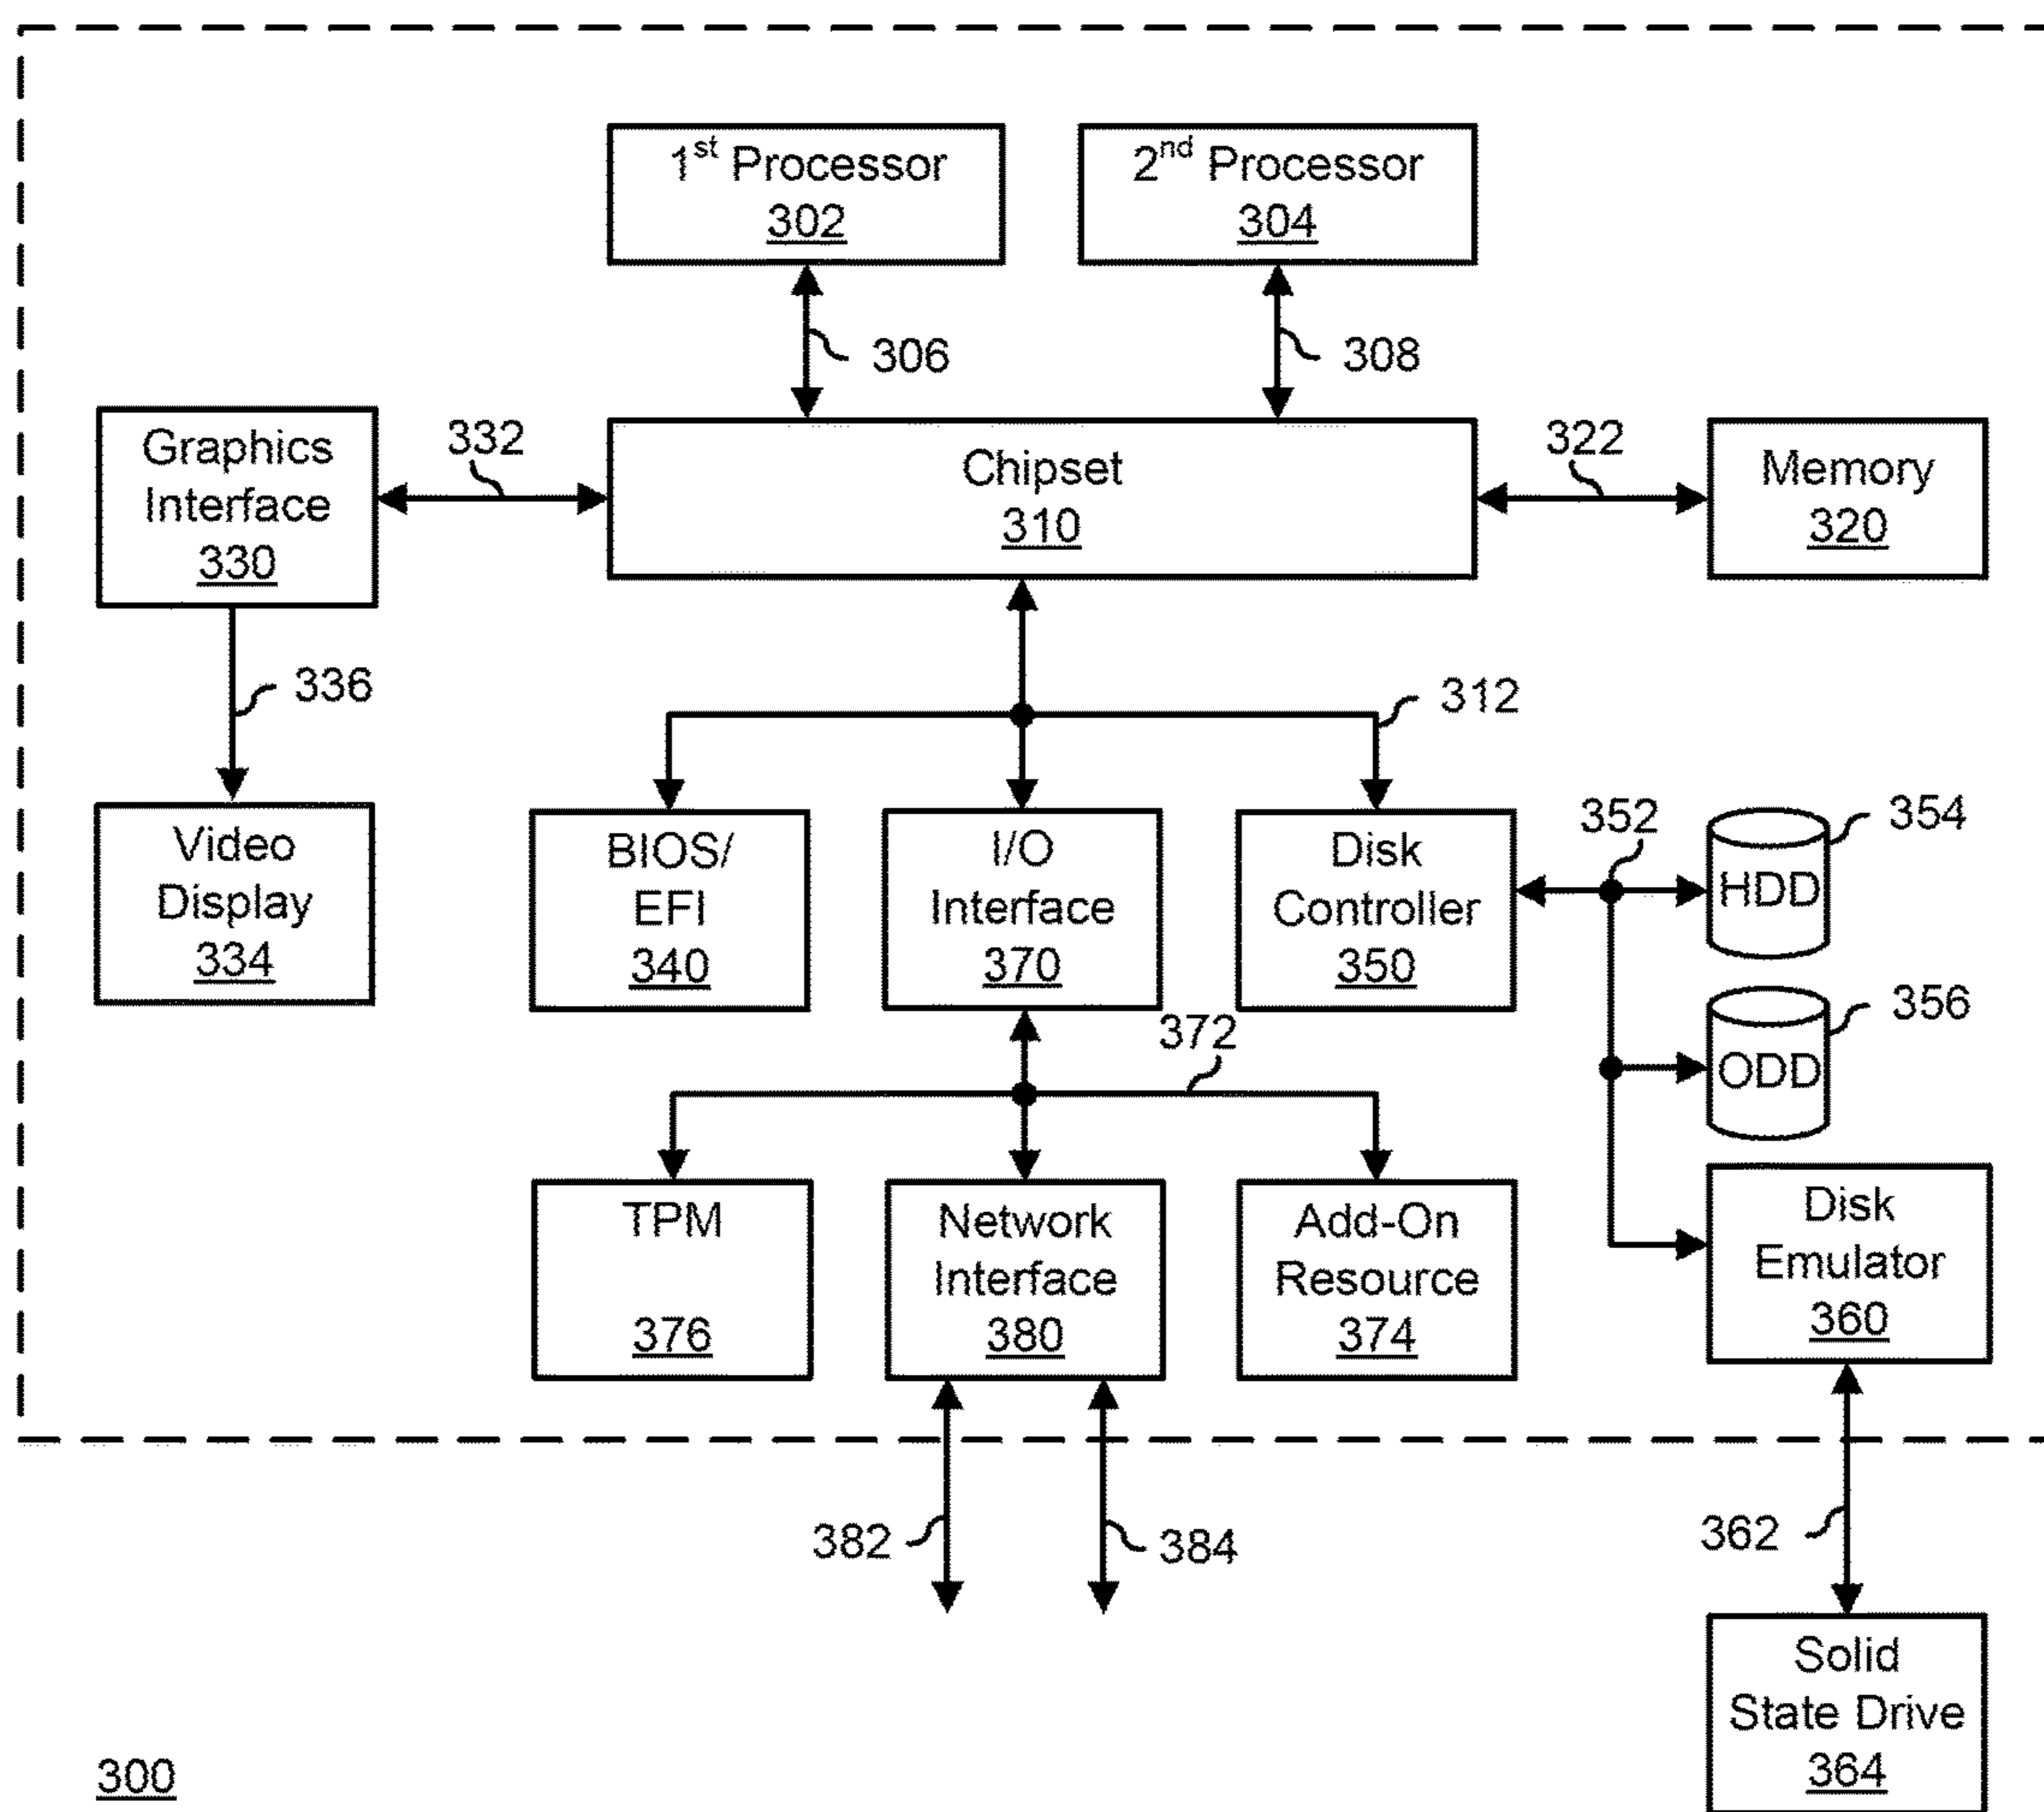 1st Processor
302
2nd Processor
304
306
308
Graphics
Interface
330
332
Chipset
310
322
Memory
320
336
312
Video
Display
334
BIOS/
EFI
340
I/O
Interface
370
Disk
Controller
350
352
HDD
354
ODD
356
372
TPM
376
Network
Interface
380
Add-On
Resource
374
Disk
Emulator
360
382
384
362
Solid
State Drive
364
300